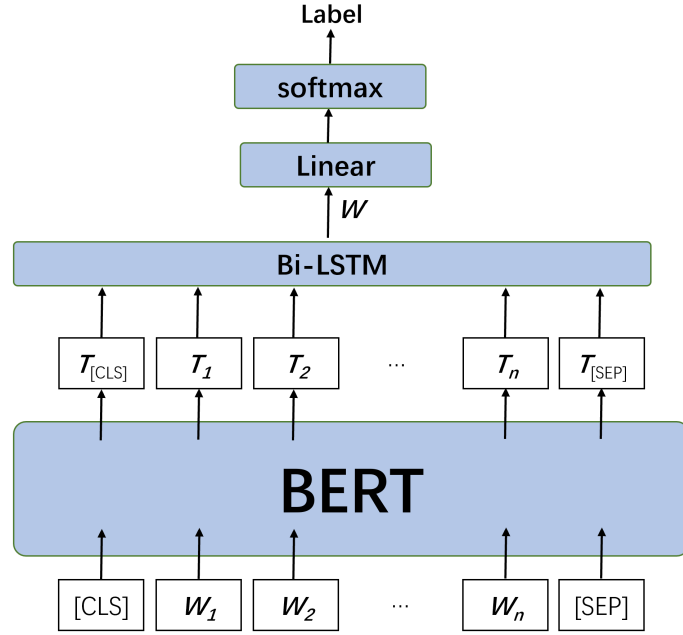 Label
softmax
Linear
W
Bi-LSTM
T[CLS] T1 T2 ... Tn T[SEP]
BERT
[CLS] W1 W2 ... Wn [SEP]